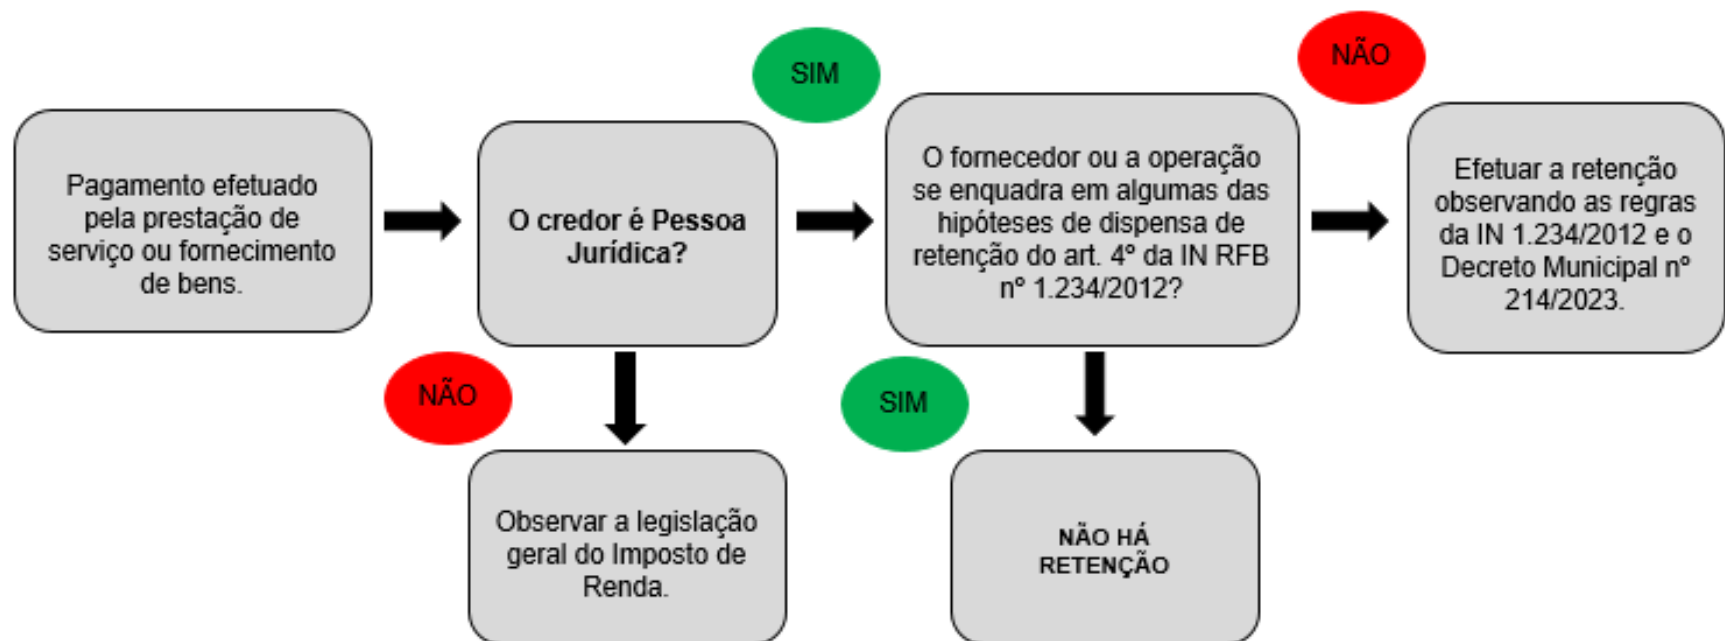 Pagamento efetuado
pela prestação de
serviço ou fornecimento
de bens.
O credor é Pessoa
Jurídica?
SIM
O fornecedor ou a operação
se enquadra em algumas das
hipóteses de dispensa de
retenção do art. 4º da IN RFB
nº 1.234/2012?
NÃO
Efetuar a retenção
observando as regras
da IN 1.234/2012 e o
Decreto Municipal nº
214/2023.
NÃO
Observar a legislação
geral do Imposto de
Renda.
SIM
NÃO HÁ
RETENÇÃO